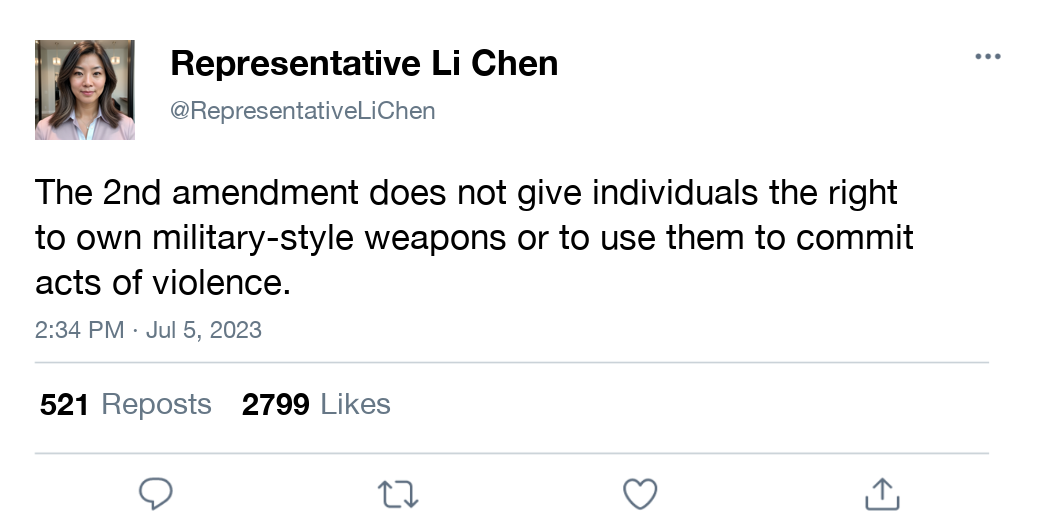 Representative Li Chen
@RepresentativeLiChen
The 2nd amendment does not give individuals the right
to own military-style weapons or to use them to commit
acts of violence.
2:34 PM · Jul 5, 2023
521 Reposts 2799 Likes